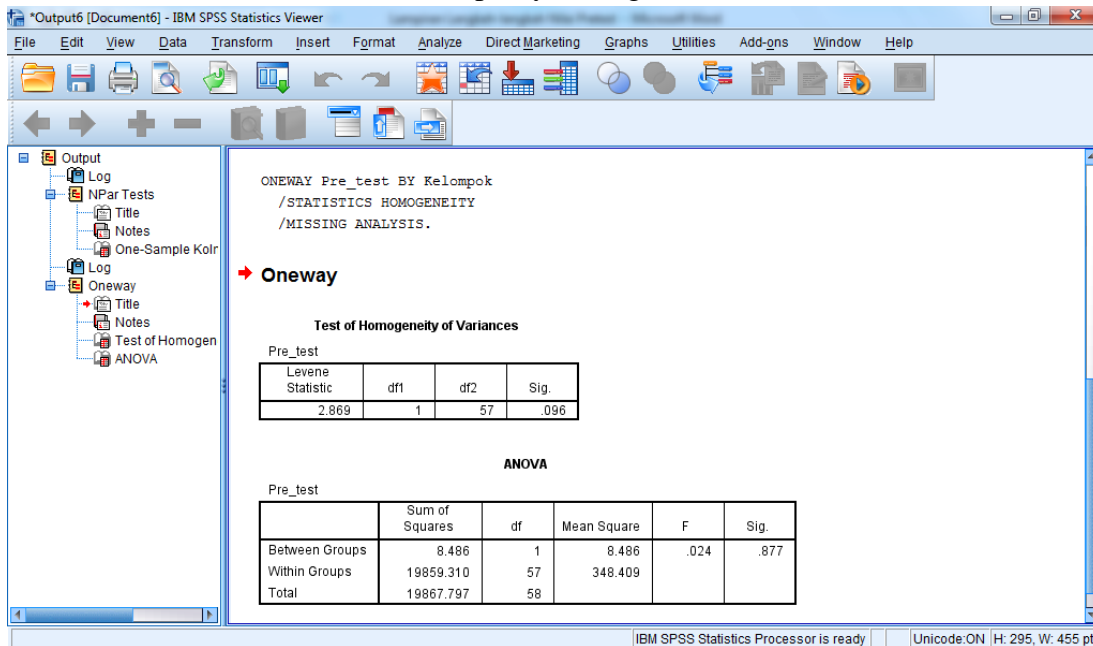 *Output6 [Document6] - IBM SPSS Statistics Viewer
File Edit View Data Transform Insert Format Analyze Direct Marketing Graphs Utilities Add-ons Window Help
Output
Log
NPar Tests
Title
Notes
One-Sample Kolr
Log
Oneway
Title
Notes
Test of Homogen
ANOVA
ONEWAY Pre_test BY Kelompok
/STATISTICS HOMOGENEITY
/MISSING ANALYSIS.
Oneway
Test of Homogeneity of Variances
Pre_test
Levene Statistic df1 df2 Sig.
2.869 1 57 .096
ANOVA
Pre_test
Sum of Squares df Mean Square F Sig.
Between Groups 8.486 1 8.486 .024 .877
Within Groups 19859.310 57 348.409
Total 19867.797 58
IBM SPSS Statistics Processor is ready Unicode:ON H: 295, W: 455 pt